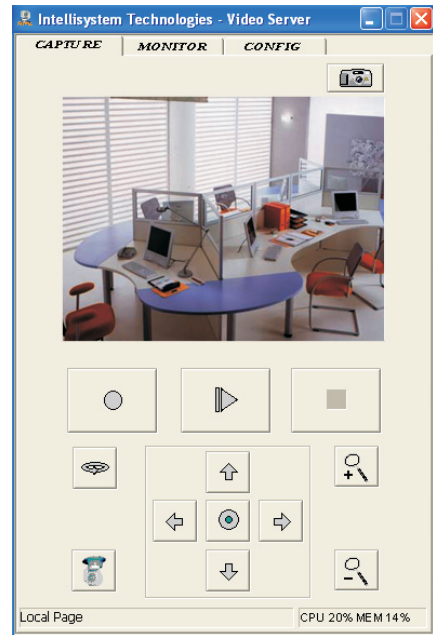 Intellisystem Technologies - Video Server
CAPTURE MONITOR CONFIG
Local Page CPU 20% MEM 14%